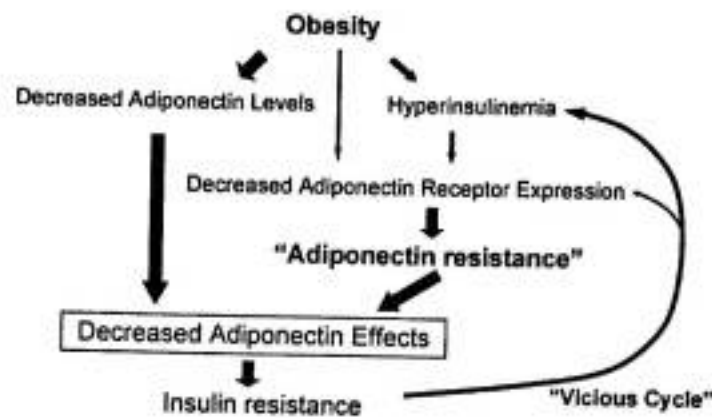 Obesity
Decreased Adiponectin Levels
Hyperinsulinemia
Decreased Adiponectin Receptor Expression
"Adiponectin resistance"
Decreased Adiponectin Effects
Insulin resistance
"Vicious Cycle"